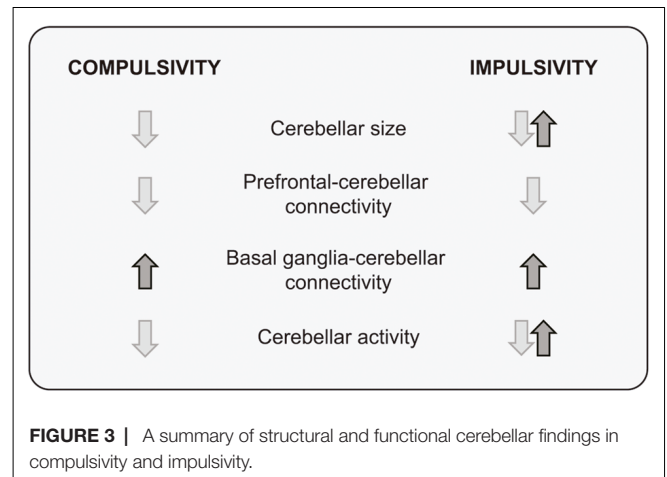 COMPULSIVITY IMPULSIVITY
Cerebellar size
Prefrontal-cerebellar
connectivity
Basal ganglia-cerebellar
connectivity
Cerebellar activity
FIGURE 3 | A summary of structural and functional cerebellar findings in
compulsivity and impulsivity.